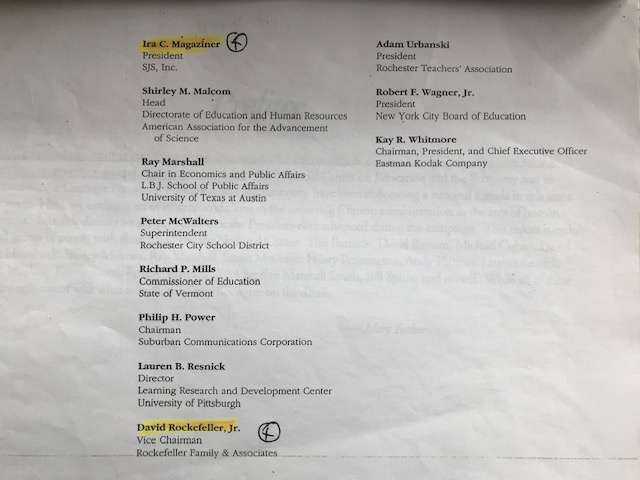 Ira C. Magaziner
President
SJS, Inc.
Shirley M. Malcom
Head
Directorate of Education and Human Resources
American Association for the Advancement
of Science
Ray Marshall
Chair in Economics and Public Affairs
L.B.J. School of Public Affairs
University of Texas at Austin
Peter McWalters
Superintendent
Rochester City School District
Richard P. Mills
Commissioner of Education
State of Vermont
Philip H. Power
Chairman
Suburban Communications Corporation
Lauren B. Resnick
Director
Learning Research and Development Center
University of Pittsburgh
David Rockefeller, Jr.
Vice Chairman
Rockefeller Family & Associates
Adam Urbanski
President
Rochester Teachers' Association
Robert F. Wagner, Jr.
President
New York City Board of Education
Kay R. Whitmore
Chairman, President, and Chief Executive Officer
Eastman Kodak Company